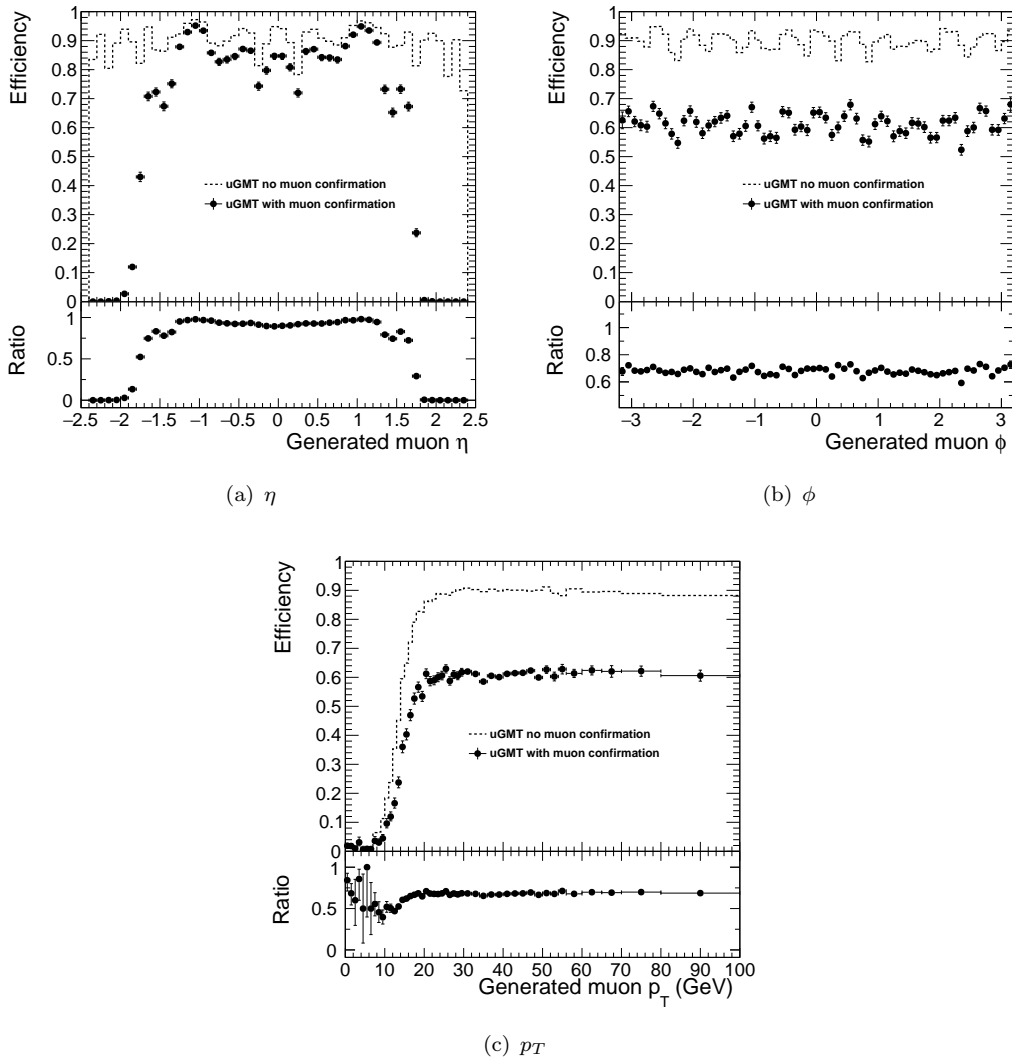 Efficiency
1
0.9
0.8
0.7
0.6
0.5
0.4
0.3
0.2
0.1
0
uGMT no muon confirmation
uGMT with muon confirmation
Ratio
1
0.5
0
−2.5 −2 −1.5 −1 −0.5 0 0.5 1 1.5 2 2.5
Generated muon η
(a) η
Efficiency
1
0.9
0.8
0.7
0.6
0.5
0.4
0.3
0.2
0.1
0
uGMT no muon confirmation
uGMT with muon confirmation
Ratio
0.8
0.6
−3 −2 −1 0 1 2 3
Generated muon ϕ
(b) ϕ
Efficiency
1
0.9
0.8
0.7
0.6
0.5
0.4
0.3
0.2
0.1
0
uGMT no muon confirmation
uGMT with muon confirmation
Ratio
1
0.5
0
0 10 20 30 40 50 60 70 80 90 100
Generated muon p_T (GeV)
(c) p_T